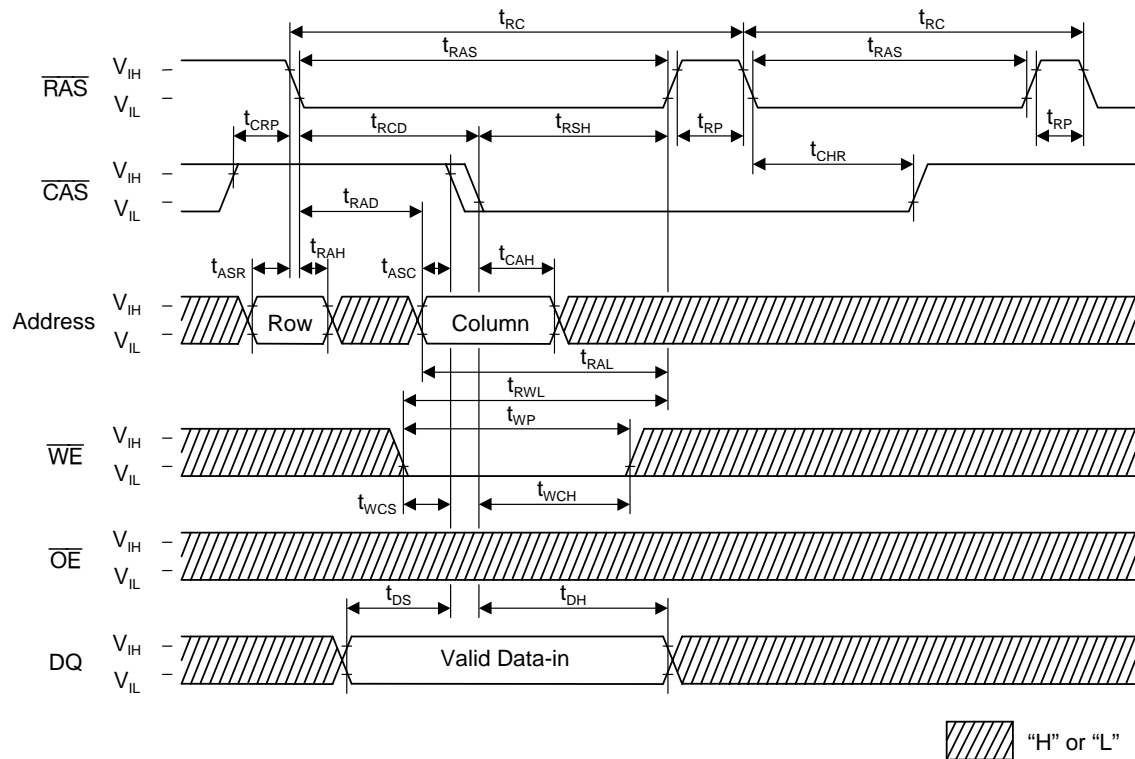 tRC tRC
tRAS tRAS
RAS VIH VIL
tCRP tRCD tRSH tRP tRP
tCHR
CAS VIH VIL
tRAD
tASR tRAH tASC tCAH
Address VIH VIL Row Column
tRAL
tRWL
tWP
WE VIH VIL
tWCS tWCH
OE VIH VIL
tDS tDH
DQ VIH VIL Valid Data-in
“H” or “L”